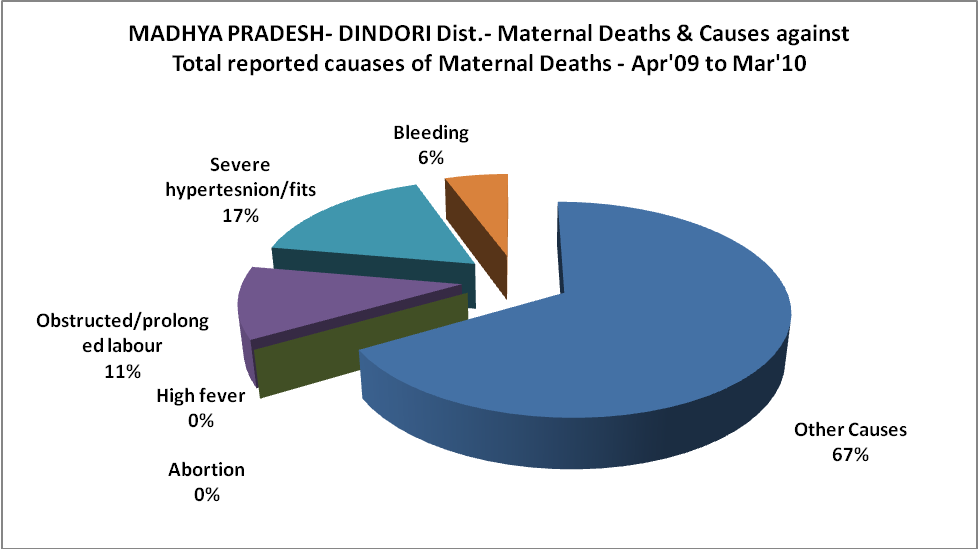 MADHYA PRADESH- DINDORI Dist.- Maternal Deaths & Causes against
Total reported cauases of Maternal Deaths - Apr'09 to Mar'10
Bleeding
6%
Severe
hypertesnion/fits
17%
Obstructed/prolong
ed labour
11%
High fever
0%
Abortion
0%
Other Causes
67%